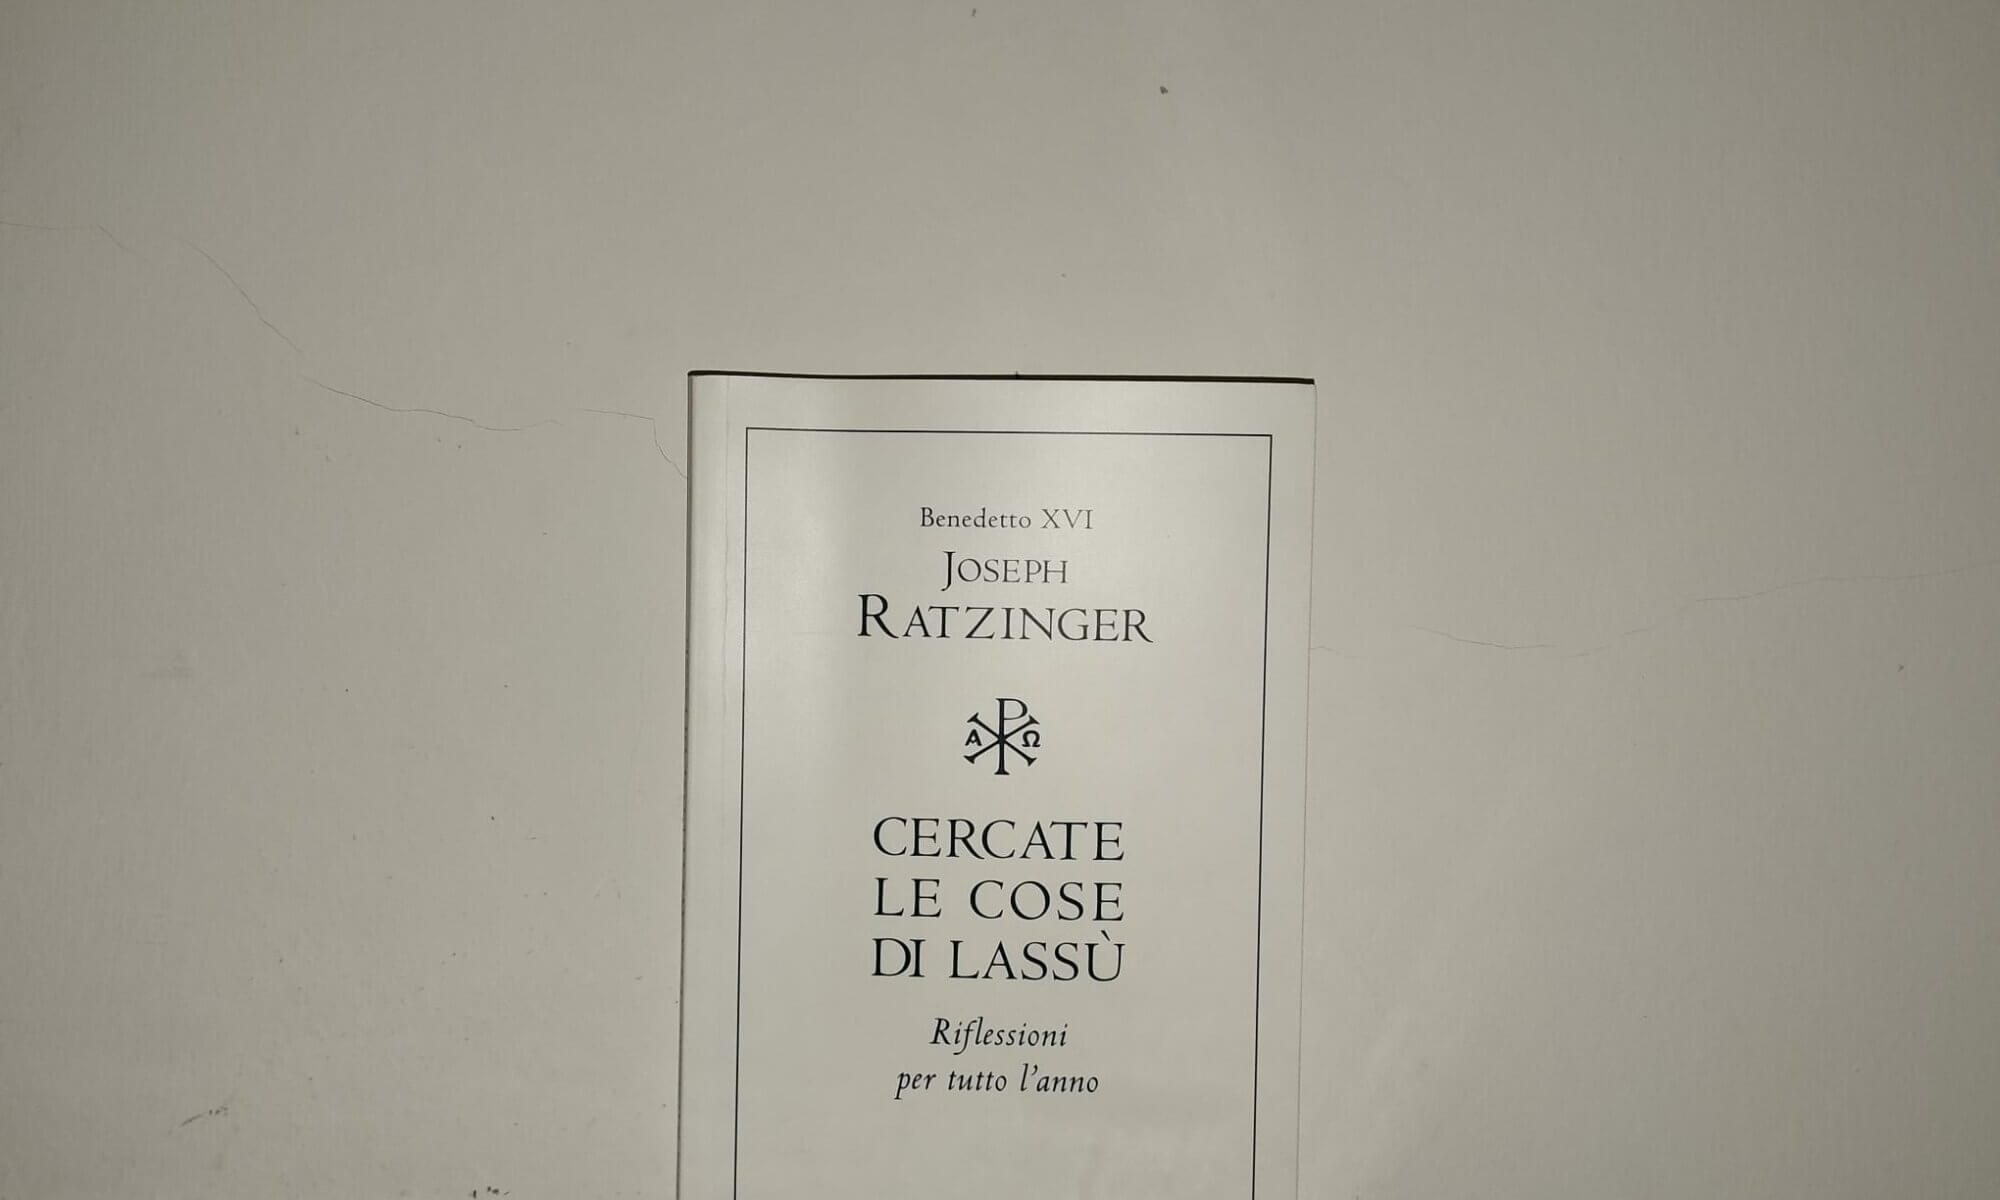 Benedetto XVI
JOSEPH
RATZINGER
Α Ω
CERCATE
LE COSE
DI LASSÙ
Riflessioni
per tutto l'anno